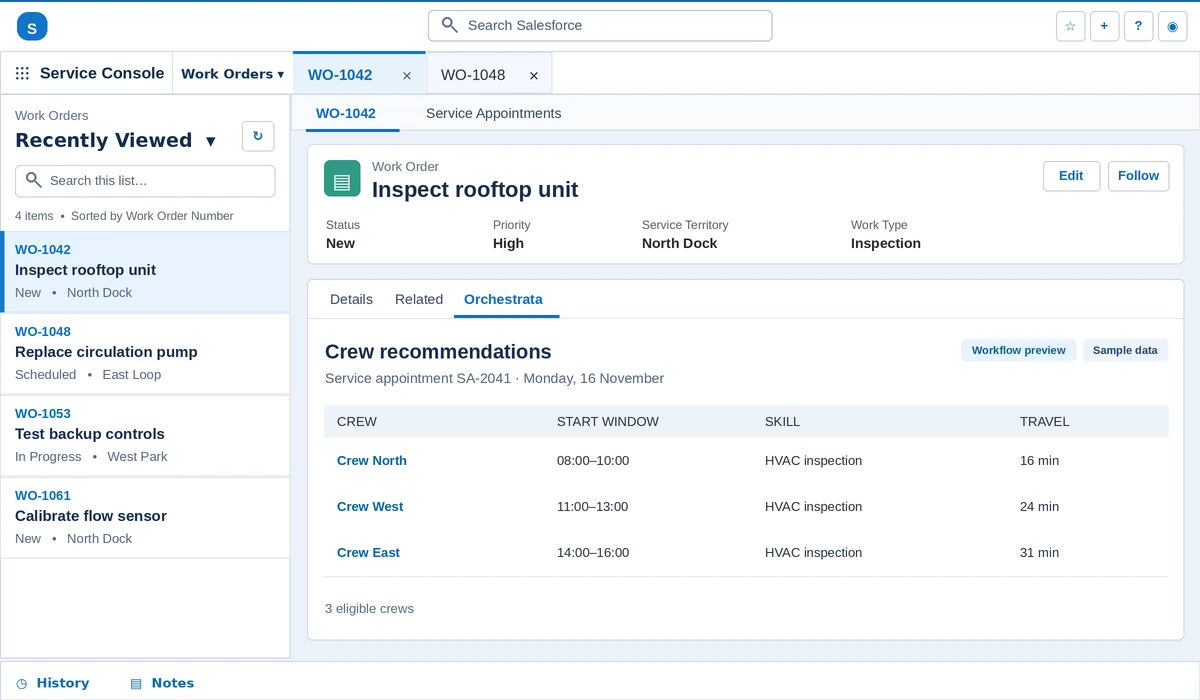 S
Search Salesforce
☆ + ? ◉
Service Console
Work Orders ▾
WO-1042 ×
WO-1048 ×
Work Orders
Recently Viewed ▼
↻
Search this list…
4 items • Sorted by Work Order Number
WO-1042
Inspect rooftop unit
New • North Dock
WO-1048
Replace circulation pump
Scheduled • East Loop
WO-1053
Test backup controls
In Progress • West Park
WO-1061
Calibrate flow sensor
New • North Dock
WO-1042 Service Appointments
Work Order
Inspect rooftop unit
Edit Follow
Status Priority Service Territory Work Type
New High North Dock Inspection
Details Related Orchestrata
Crew recommendations
Workflow preview Sample data
Service appointment SA-2041 · Monday, 16 November
CREW START WINDOW SKILL TRAVEL
Crew North 08:00–10:00 HVAC inspection 16 min
Crew West 11:00–13:00 HVAC inspection 24 min
Crew East 14:00–16:00 HVAC inspection 31 min
3 eligible crews
History Notes